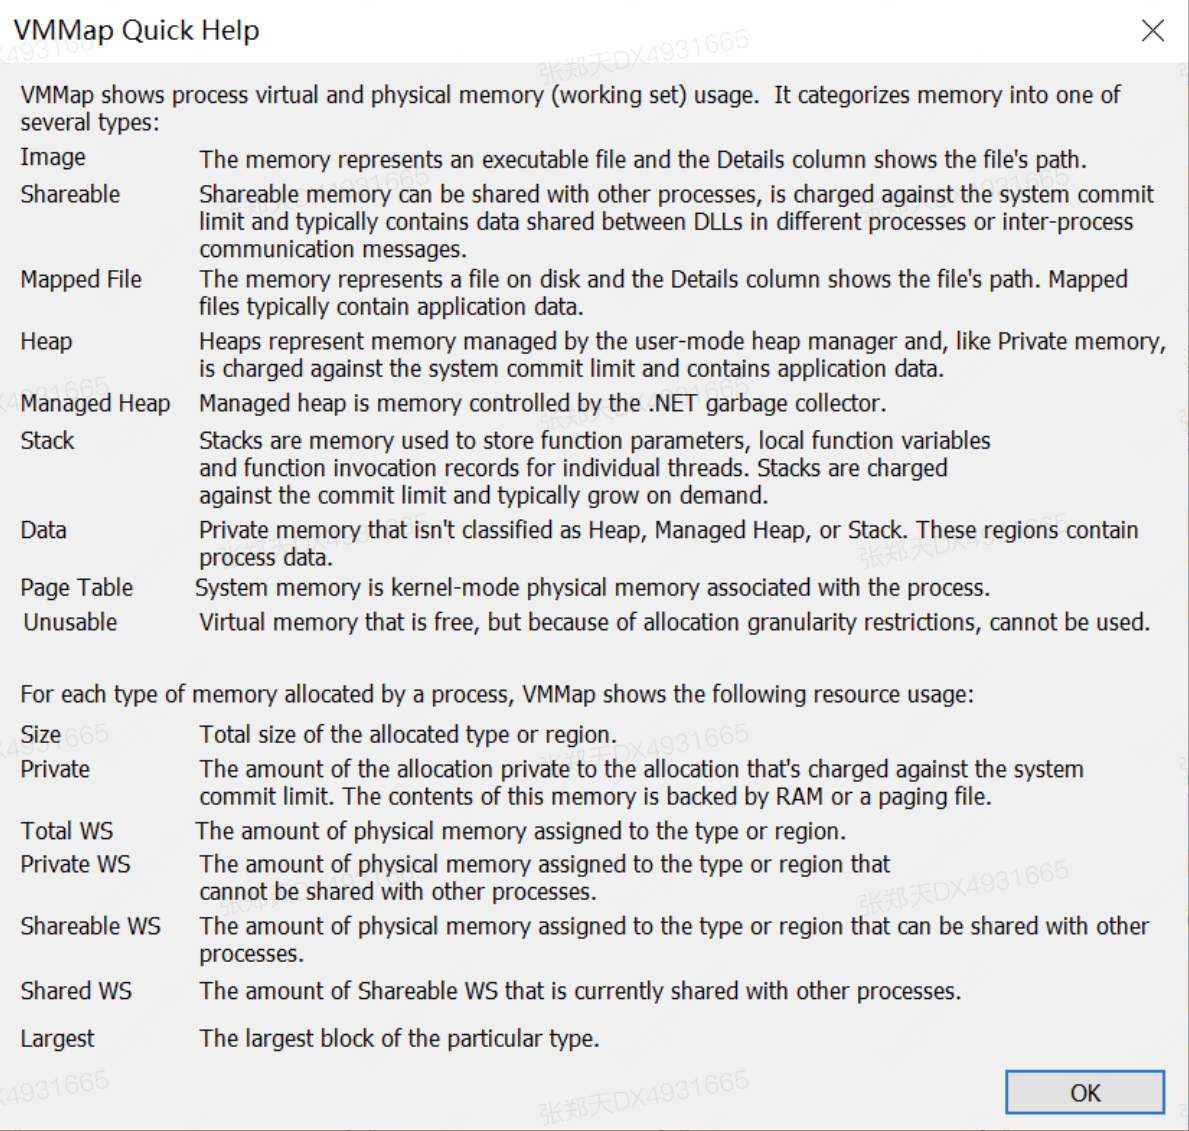 VMMap Quick Help
VMMap shows process virtual and physical memory (working set) usage.  It categorizes memory into one of
several types:
Image The memory represents an executable file and the Details column shows the file's path.
Shareable Shareable memory can be shared with other processes, is charged against the system commit
limit and typically contains data shared between DLLs in different processes or inter-process
communication messages.
Mapped File The memory represents a file on disk and the Details column shows the file's path. Mapped
files typically contain application data.
Heap Heaps represent memory managed by the user-mode heap manager and, like Private memory,
is charged against the system commit limit and contains application data.
Managed Heap Managed heap is memory controlled by the .NET garbage collector.
Stack Stacks are memory used to store function parameters, local function variables
and function invocation records for individual threads. Stacks are charged
against the commit limit and typically grow on demand.
Data Private memory that isn't classified as Heap, Managed Heap, or Stack. These regions contain
process data.
Page Table System memory is kernel-mode physical memory associated with the process.
Unusable Virtual memory that is free, but because of allocation granularity restrictions, cannot be used.
For each type of memory allocated by a process, VMMap shows the following resource usage:
Size Total size of the allocated type or region.
Private The amount of the allocation private to the allocation that's charged against the system
commit limit. The contents of this memory is backed by RAM or a paging file.
Total WS The amount of physical memory assigned to the type or region.
Private WS The amount of physical memory assigned to the type or region that
cannot be shared with other processes.
Shareable WS The amount of physical memory assigned to the type or region that can be shared with other
processes.
Shared WS The amount of Shareable WS that is currently shared with other processes.
Largest The largest block of the particular type.
OK
张郑天DX4931665